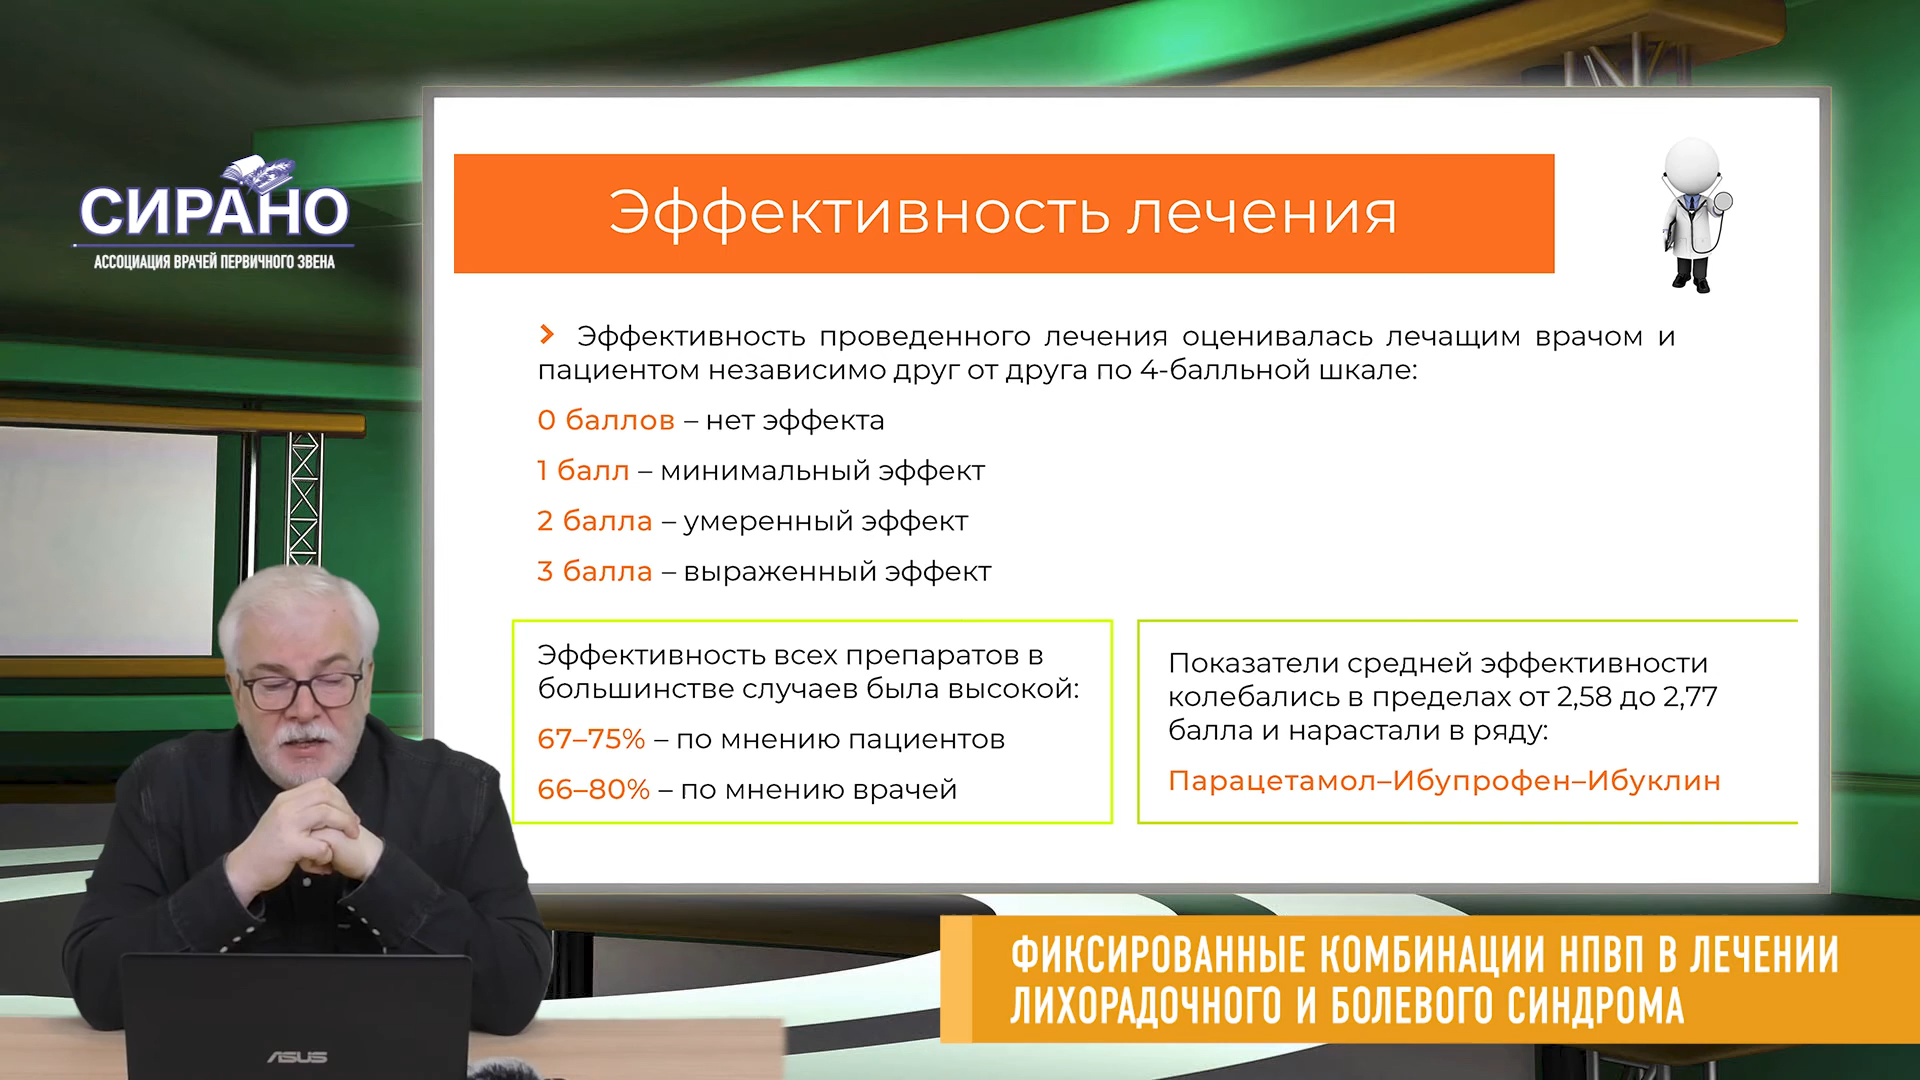 СИРАНО
АССОЦИАЦИЯ ВРАЧЕЙ ПЕРВИЧНОГО ЗВЕНА
Эффективность лечения
Эффективность проведенного лечения оценивалась лечащим врачом и
пациентом независимо друг от друга по 4-балльной шкале:
0 баллов – нет эффекта
1 балл – минимальный эффект
2 балла – умеренный эффект
3 балла – выраженный эффект
Эффективность всех препаратов в
большинстве случаев была высокой:
67–75% – по мнению пациентов
66–80% – по мнению врачей
Показатели средней эффективности
колебались в пределах от 2,58 до 2,77
балла и нарастали в ряду:
Парацетамол–Ибупрофен–Ибуклин
ФИКСИРОВАННЫЕ КОМБИНАЦИИ НПВП В ЛЕЧЕНИИ
ЛИХОРАДОЧНОГО И БОЛЕВОГО СИНДРОМА
ASUS